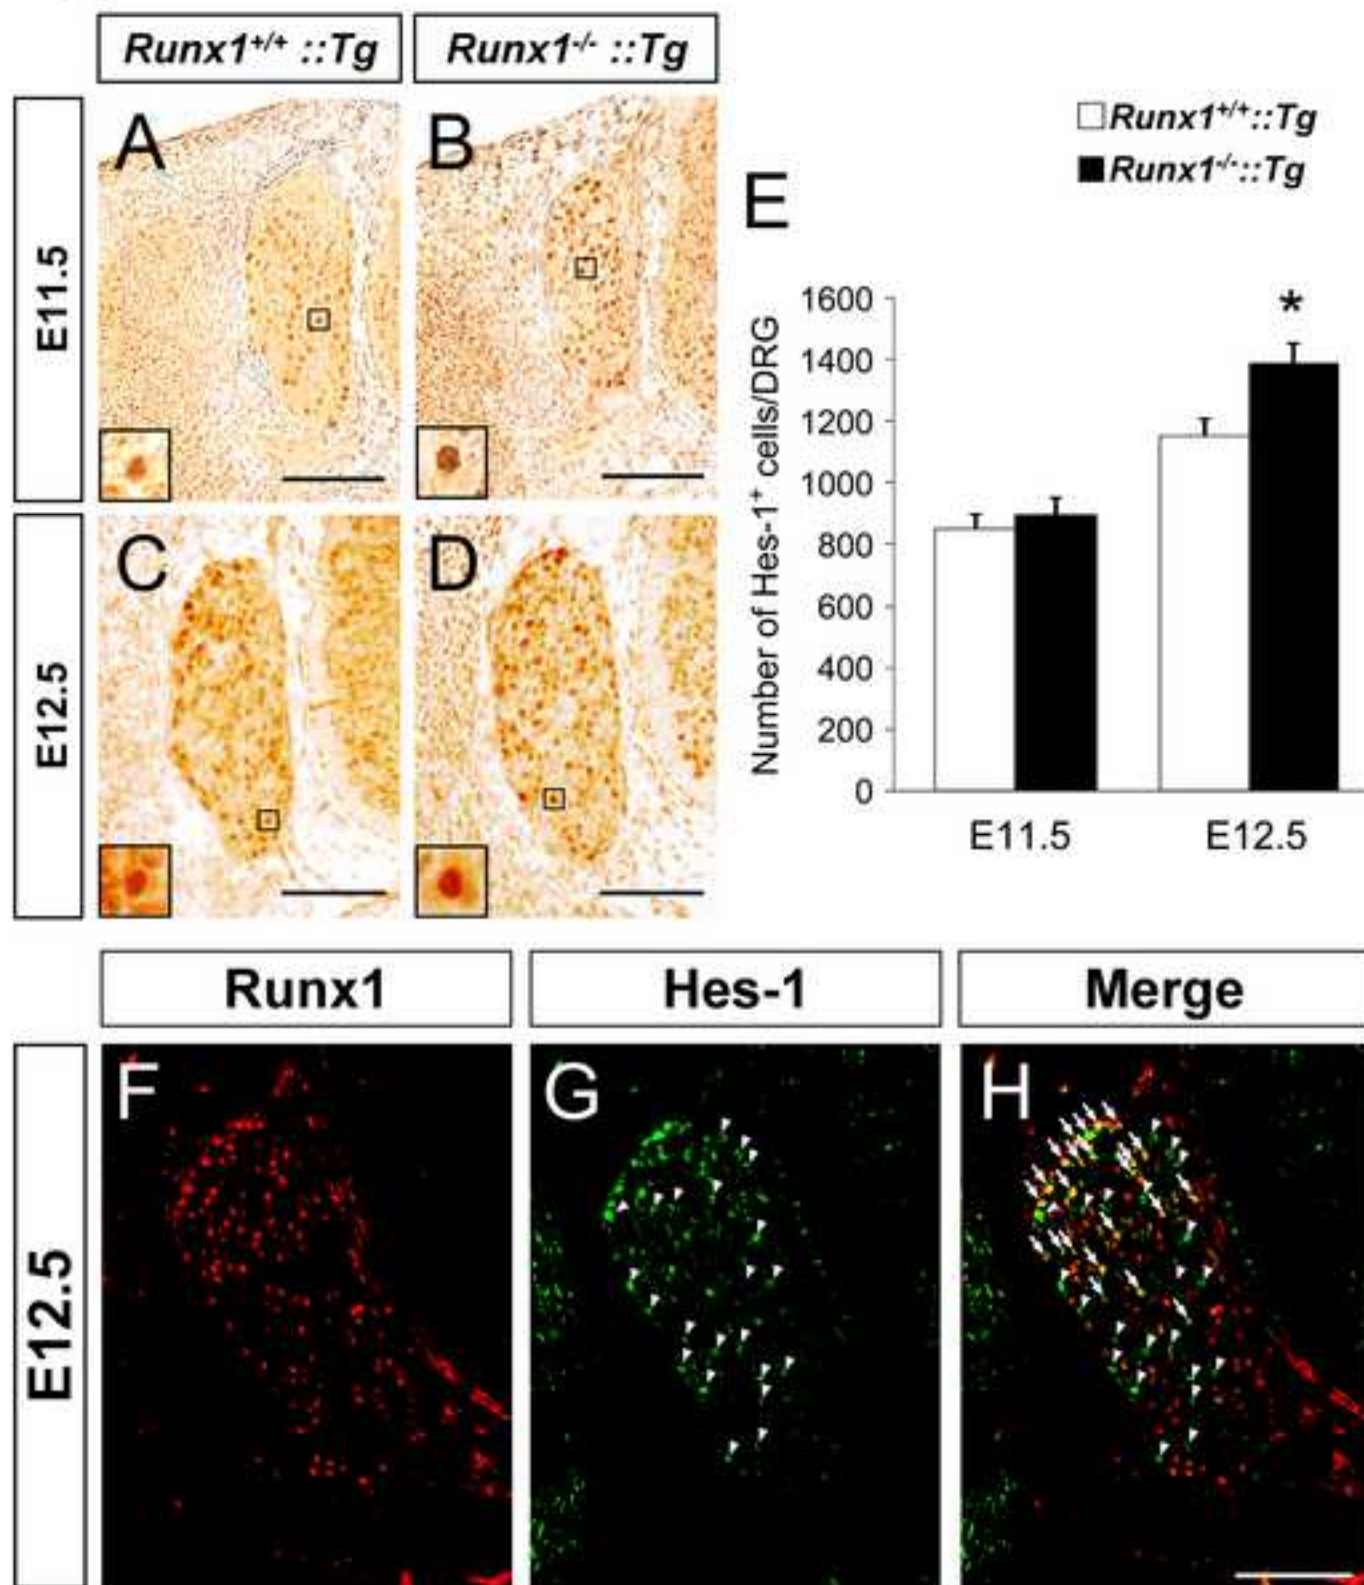 Runx1+/+ ::Tg
Runx1-/- ::Tg
E11.5
A
B
E12.5
C
D
E
Runx1+/+::Tg
Runx1-/-::Tg
Number of Hes-1+ cells/DRG
1600
1400
1200
1000
800
600
400
200
0
*
E11.5
E12.5
Runx1
Hes-1
Merge
E12.5
F
G
H